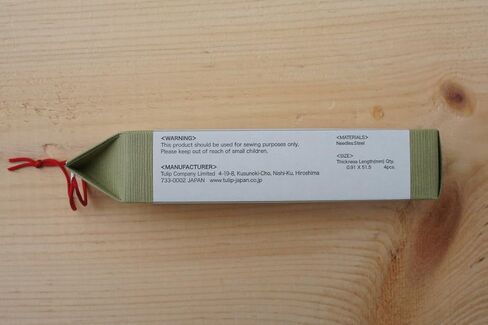 <WARNING>
This product should be used for sewing purposes only.
Please keep out of reach of small children.
<MANUFACTURER>
Tulip Company Limited 4-19-8, Kusunoki-Cho, Nishi-Ku, Hiroshima
733-0002 JAPAN www.tulip-japan.co.jp
<MATERIALS>
Needles:Steel
<SIZE>
Thickness Length(mm) Qty.
0.91 X 51.5 4pcs.